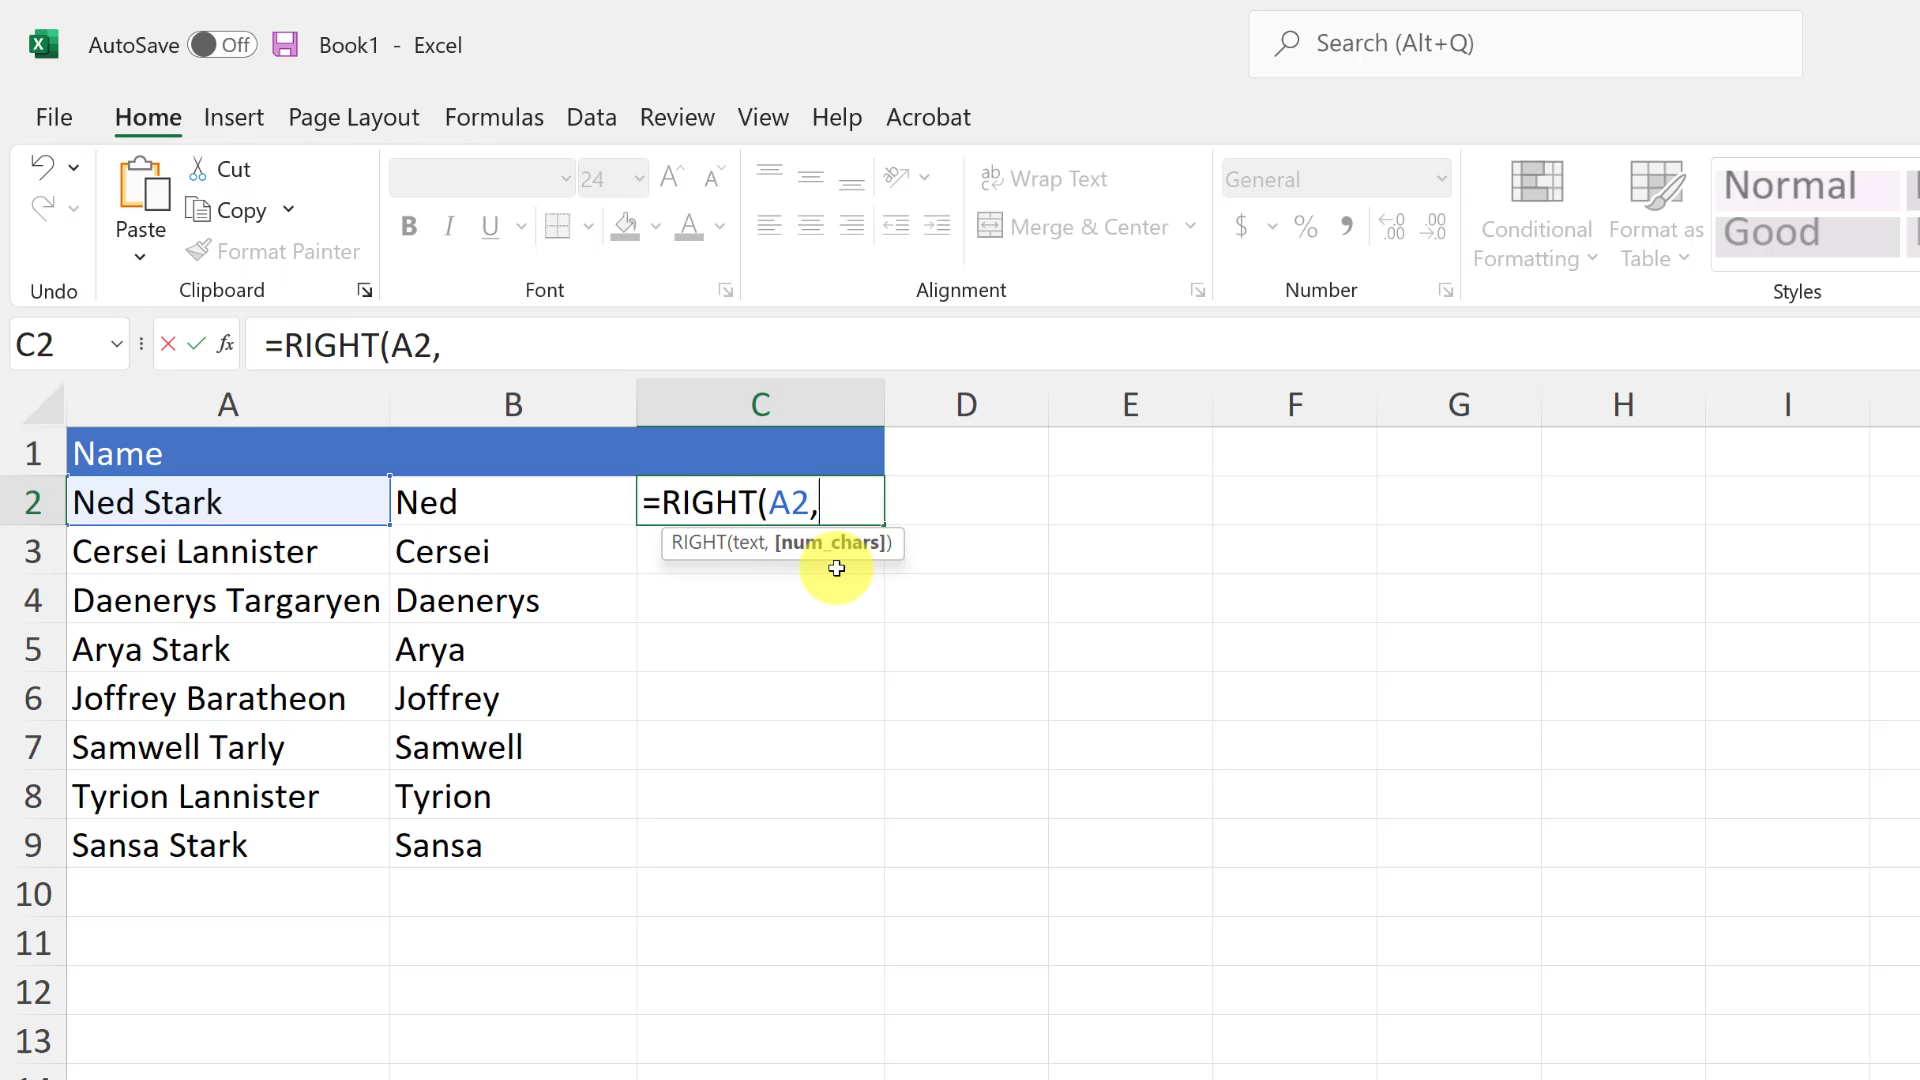 AutoSave Off Book1 - Excel Search (Alt+Q)
File Home Insert Page Layout Formulas Data Review View Help Acrobat
Paste Cut Copy Format Painter
Undo Clipboard
24
B I U A
Font
ab Wrap Text
Merge & Center
Alignment
General
$ % 9 .00
Number
Conditional Formatting
Format as Table
Normal
Good
Styles
C2 fx =RIGHT(A2,
A B C D E F G H I
1 Name
2 Ned Stark Ned =RIGHT(A2,
RIGHT(text, [num_chars])
3 Cersei Lannister Cersei
4 Daenerys Targaryen Daenerys
5 Arya Stark Arya
6 Joffrey Baratheon Joffrey
7 Samwell Tarly Samwell
8 Tyrion Lannister Tyrion
9 Sansa Stark Sansa
10
11
12
13